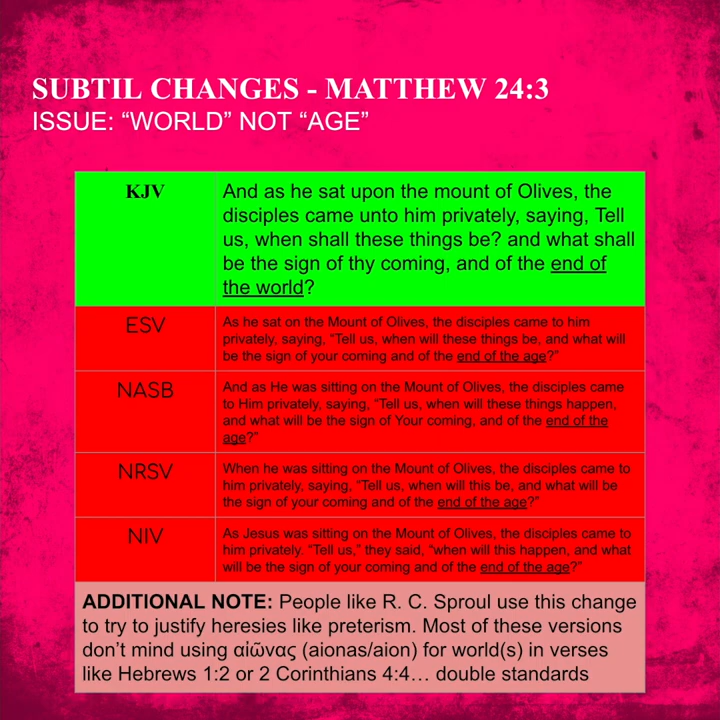 SUBTIL CHANGES - MATTHEW 24:3
ISSUE: “WORLD” NOT “AGE”
KJV
And as he sat upon the mount of Olives, the
disciples came unto him privately, saying, Tell
us, when shall these things be? and what shall
be the sign of thy coming, and of the end of
the world?
ESV
As he sat on the Mount of Olives, the disciples came to him
privately, saying, “Tell us, when will these things be, and what will
be the sign of your coming and of the end of the age?”
NASB
And as He was sitting on the Mount of Olives, the disciples came
to Him privately, saying, “Tell us, when will these things happen,
and what will be the sign of Your coming, and of the end of the
age?”
NRSV
When he was sitting on the Mount of Olives, the disciples came to
him privately, saying, “Tell us, when will this be, and what will be
the sign of your coming and of the end of the age?”
NIV
As Jesus was sitting on the Mount of Olives, the disciples came to
him privately. “Tell us,” they said, “when will this happen, and what
will be the sign of your coming and of the end of the age?”
ADDITIONAL NOTE: People like R. C. Sproul use this change
to try to justify heresies like preterism. Most of these versions
don’t mind using αἰῶνας (aionas/aion) for world(s) in verses
like Hebrews 1:2 or 2 Corinthians 4:4… double standards